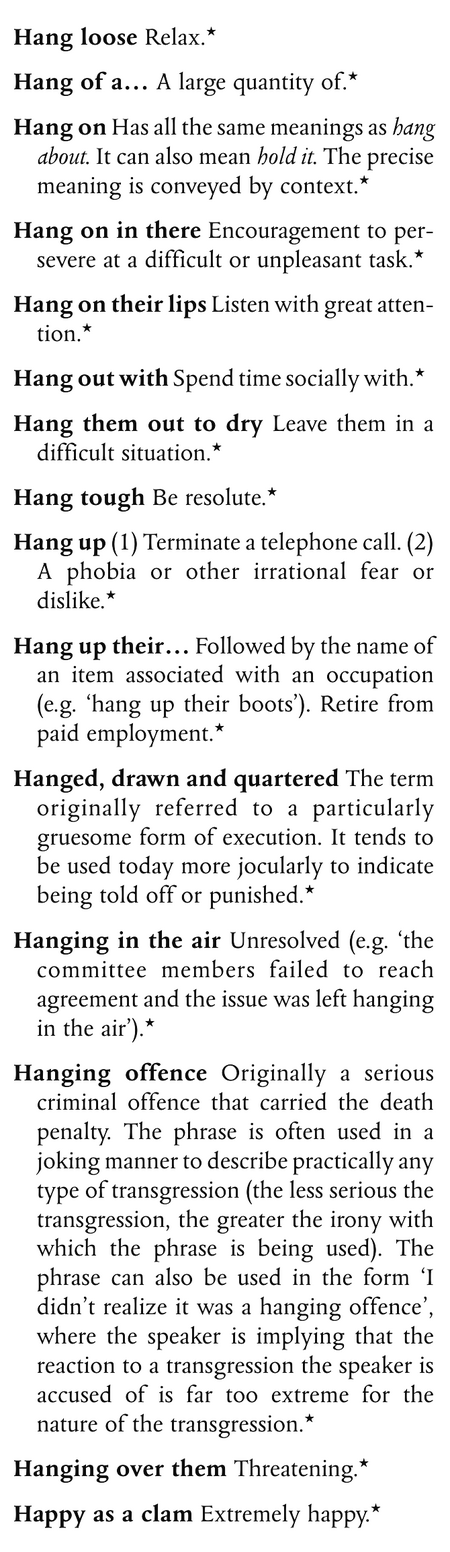 Hang loose Relax.★
Hang of a… A large quantity of.★
Hang on Has all the same meanings as hang
about. It can also mean hold it. The precise
meaning is conveyed by context.★
Hang on in there Encouragement to per-
severe at a difficult or unpleasant task.★
Hang on their lips Listen with great atten-
tion.★
Hang out with Spend time socially with.★
Hang them out to dry Leave them in a
difficult situation.★
Hang tough Be resolute.★
Hang up (1) Terminate a telephone call. (2)
A phobia or other irrational fear or
dislike.★
Hang up their… Followed by the name of
an item associated with an occupation
(e.g. ‘hang up their boots’). Retire from
paid employment.★
Hanged, drawn and quartered The term
originally referred to a particularly
gruesome form of execution. It tends to
be used today more jocularly to indicate
being told off or punished.★
Hanging in the air Unresolved (e.g. ‘the
committee members failed to reach
agreement and the issue was left hanging
in the air’).★
Hanging offence Originally a serious
criminal offence that carried the death
penalty. The phrase is often used in a
joking manner to describe practically any
type of transgression (the less serious the
transgression, the greater the irony with
which the phrase is being used). The
phrase can also be used in the form ‘I
didn’t realize it was a hanging offence’,
where the speaker is implying that the
reaction to a transgression the speaker is
accused of is far too extreme for the
nature of the transgression.★
Hanging over them Threatening.★
Happy as a clam Extremely happy.★